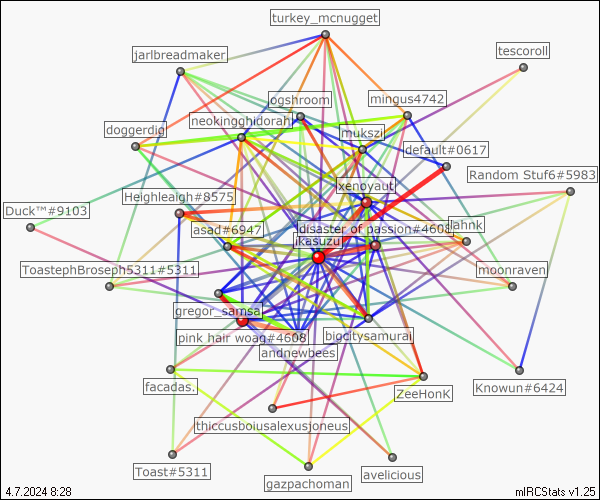 turkey_mcnugget
jarlbreadmaker
tescoroll
ogshroom
mingus4742
neokingghidorah
doggerdig
mukszi
default#0617
Random Stuf6#5983
xenoyaut
Heighleaigh#8575
Duck™#9103
disaster of passion#4608
lahnk
asad#6947
jikasuzu
ToastephBroseph5311#5311
moonraven
gregor_samsa
pink hair woag#4608
bigcitysamurai
andnewbees
facadas.
Knowun#6424
ZeeHonK
thiccusboiusalexusjoneus
Toast#5311
avelicious
gazpachoman
4.7.2024 8:28
mIRCStats v1.25